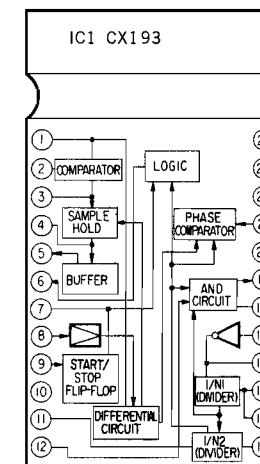 IC1 CX193
1
2
COMPARATOR
LOGIC
3
SAMPLE
HOLD
PHASE
COMPARATOR
4
5
BUFFER
6
AND
CIRCUIT
7
8
9
START/
STOP
FLIP-FLOP
1/N1
(DIVIDER)
10
11
DIFFERENTIAL
CIRCUIT
12
1/N2
(DIVIDER)